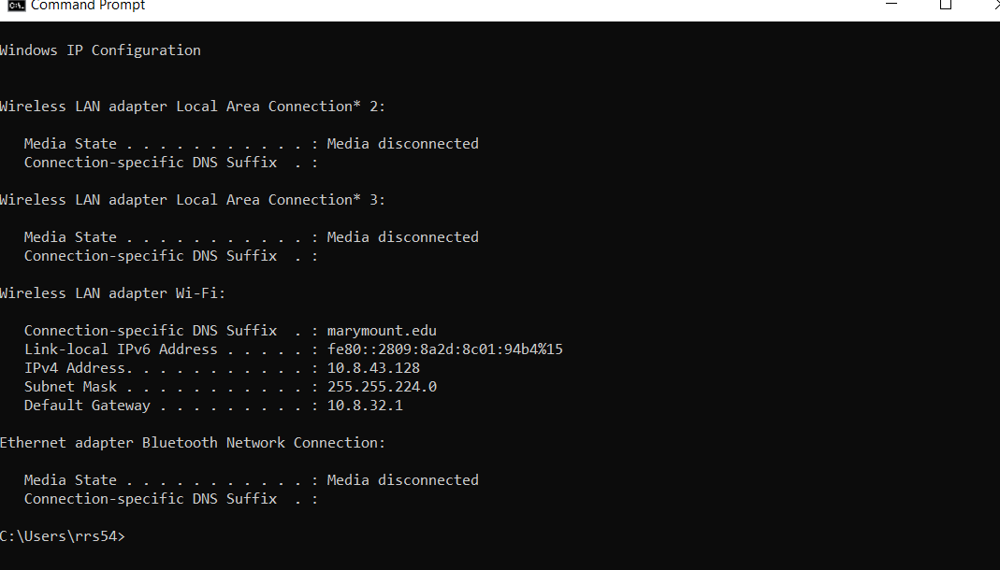 Command Prompt
Windows IP Configuration
Wireless LAN adapter Local Area Connection* 2:
Media State . . . . . . . . . . . : Media disconnected
Connection-specific DNS Suffix  . :
Wireless LAN adapter Local Area Connection* 3:
Media State . . . . . . . . . . . : Media disconnected
Connection-specific DNS Suffix  . :
Wireless LAN adapter Wi-Fi:
Connection-specific DNS Suffix  . : marymount.edu
Link-local IPv6 Address . . . . . : fe80::2809:8a2d:8c01:94b4%15
IPv4 Address. . . . . . . . . . . : 10.8.43.128
Subnet Mask . . . . . . . . . . . : 255.255.224.0
Default Gateway . . . . . . . . . : 10.8.32.1
Ethernet adapter Bluetooth Network Connection:
Media State . . . . . . . . . . . : Media disconnected
Connection-specific DNS Suffix  . :
C:\Users\rrs54>